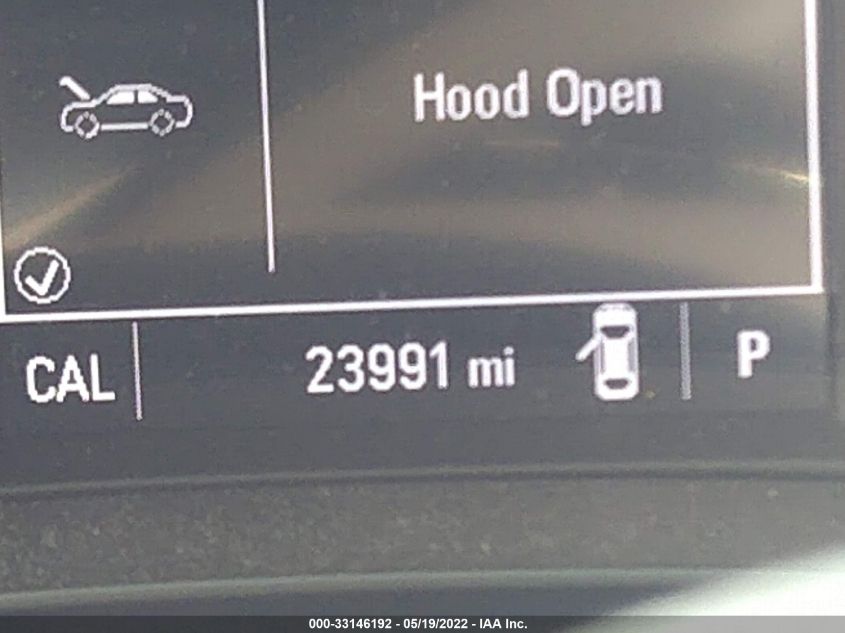 Hood Open
CAL 23991 mi P
000-33146192 - 05/19/2022 - IAA Inc.